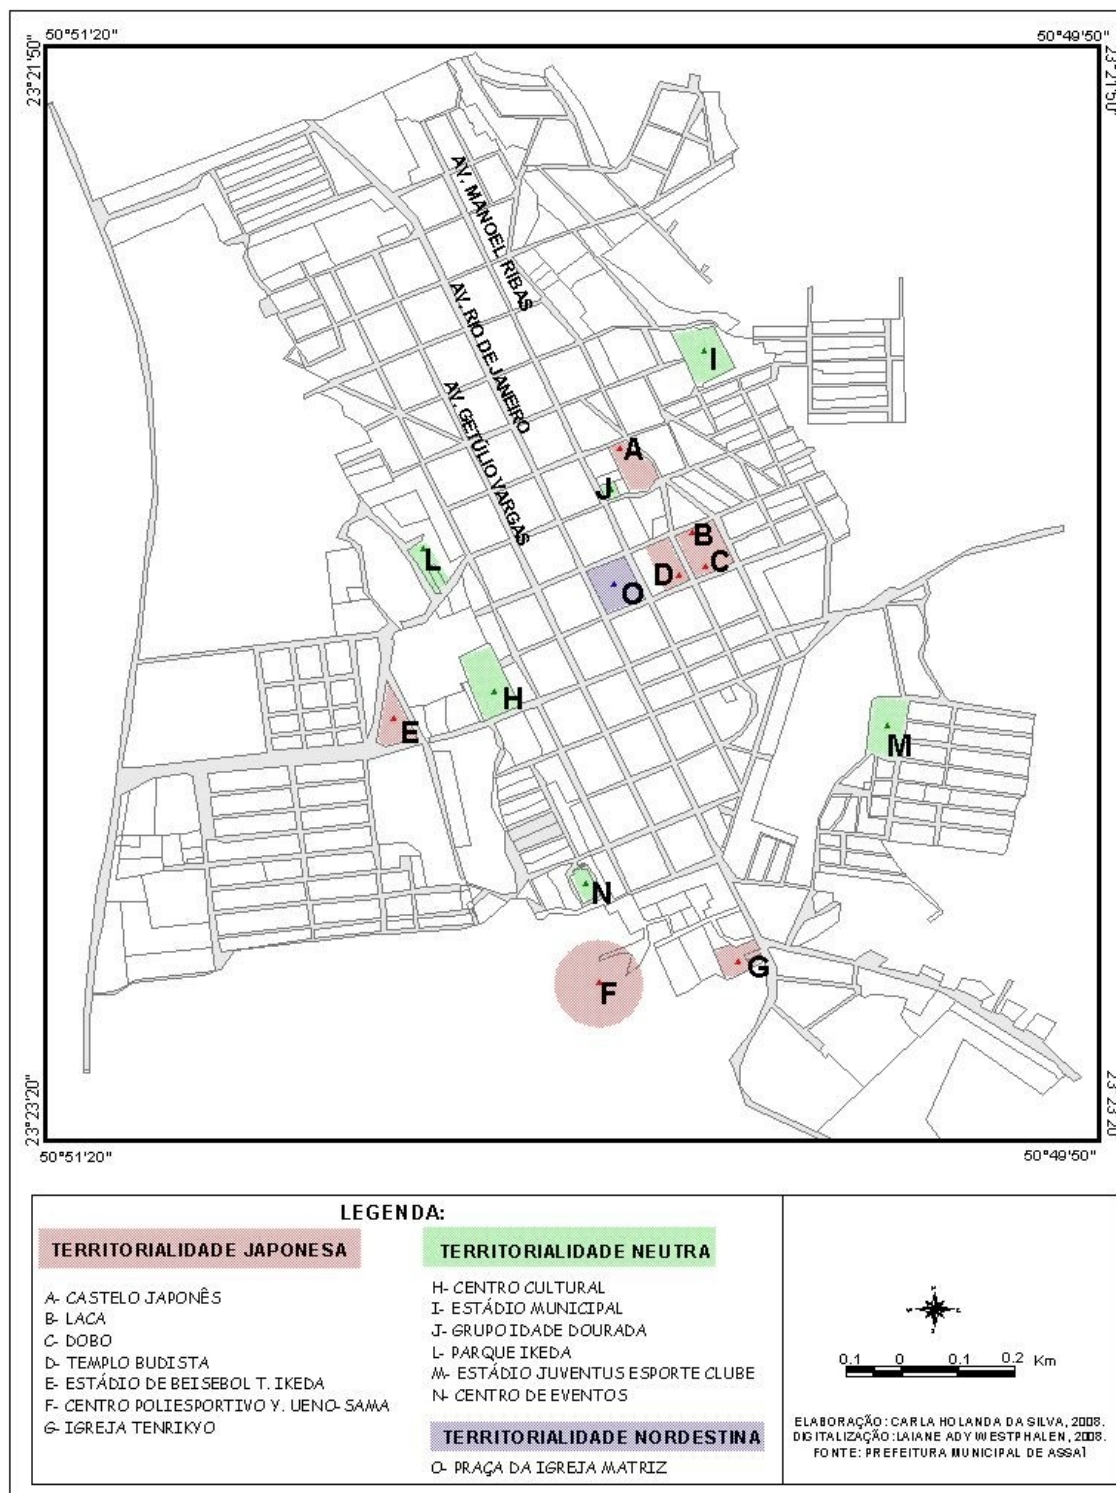 50°51'20"
50°49'50"
23°21'50"
23°21'50"
AV. MANOEL RIBAS
AV. RIO DE JANEIRO
AV. GETÚLIO VARGAS
I
A
J
B
C
D
L
O
H
E
M
N
G
F
23°23'20"
23°23'20
50°51'20"
50°49'50"
LEGENDA:
TERRITORIALIDADE JAPONESA
A- CASTELO JAPONÊS
B- LACA
C- DOBO
D- TEMPLO BUDISTA
E- ESTÁDIO DE BEISEBOL T. IKEDA
F- CENTRO POLIESPORTIVO Y. UENO-SAMA
G- IGREJA TENRIKYO
TERRITORIALIDADE NEUTRA
H- CENTRO CULTURAL
I- ESTÁDIO MUNICIPAL
J- GRUPO IDADE DOURADA
L- PARQUE IKEDA
M- ESTÁDIO JUVENTUS ESPORTE CLUBE
N- CENTRO DE EVENTOS
TERRITORIALIDADE NORDESTINA
O- PRAÇA DA IGREJA MATRIZ
0.1 0 0.1 0.2 Km
ELABORAÇÃO: CARLA HOLANDA DA SILVA, 2008.
DIGITALIZAÇÃO: LAIANE ADY WESTPHALEN, 2008.
FONTE: PREFEITURA MUNICIPAL DE ASSAÍ